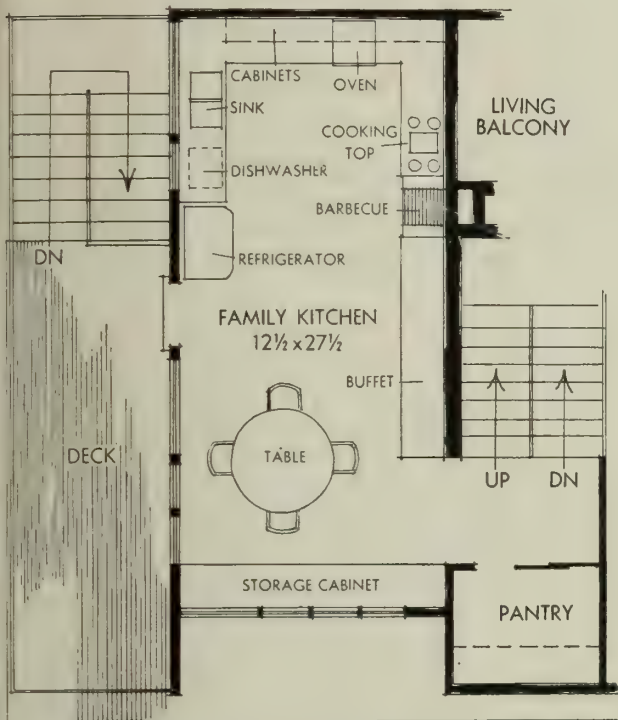 CABINETS
OVEN
SINK
LIVING
BALCONY
COOKING
TOP
DISHWASHER
BARBECUE
DN
REFRIGERATOR
FAMILY KITCHEN
12½ x 27½
BUFFET
DECK
TABLE
UP
DN
STORAGE CABINET
PANTRY